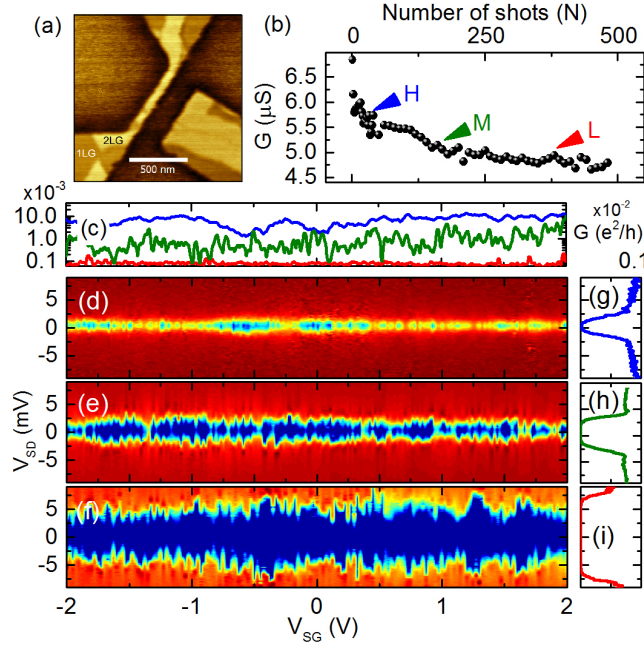 (a)
1LG
2LG
500 nm
(b)
Number of shots (N)
0 250 500
G (μS)
6.5
6.0
5.5
5.0
4.5
H
M
L
x10⁻³
10.0
1.0
0.1
(c)
x10⁻²
G (e²/h)
0.1
(d)
5
0
-5
(g)
(e)
5
0
-5
(h)
V_SD (mV)
(f)
5
0
-5
(i)
-2 -1 0 1 2
V_SG (V)